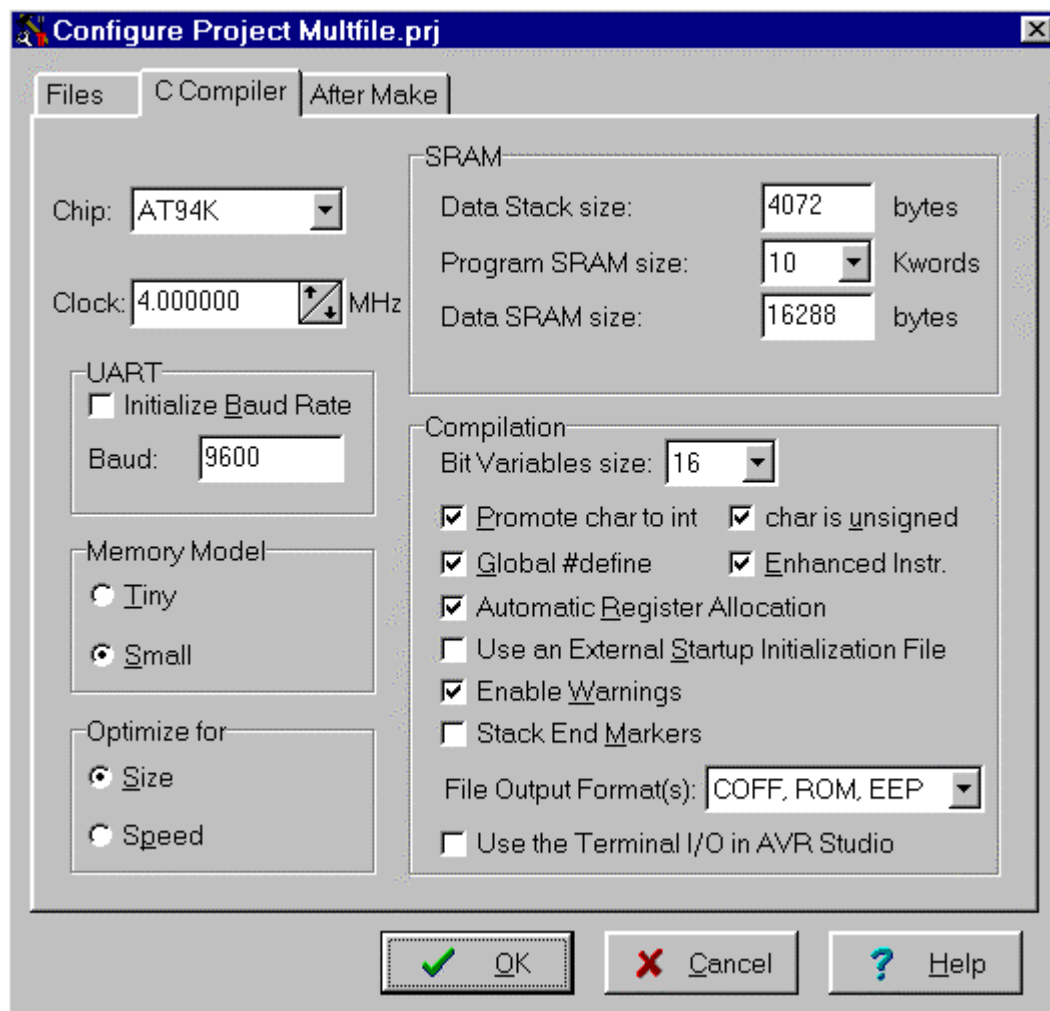 Configure Project Multfile.prj
Files C Compiler After Make
Chip: AT94K
Clock: 4.000000 MHz
UART
Initialize Baud Rate
Baud: 9600
Memory Model
Tiny
Small
Optimize for
Size
Speed
SRAM
Data Stack size: 4072 bytes
Program SRAM size: 10 Kwords
Data SRAM size: 16288 bytes
Compilation
Bit Variables size: 16
Promote char to int char is unsigned
Global #define Enhanced Instr.
Automatic Register Allocation
Use an External Startup Initialization File
Enable Warnings
Stack End Markers
File Output Format(s): COFF, ROM, EEP
Use the Terminal I/O in AVR Studio
OK Cancel Help